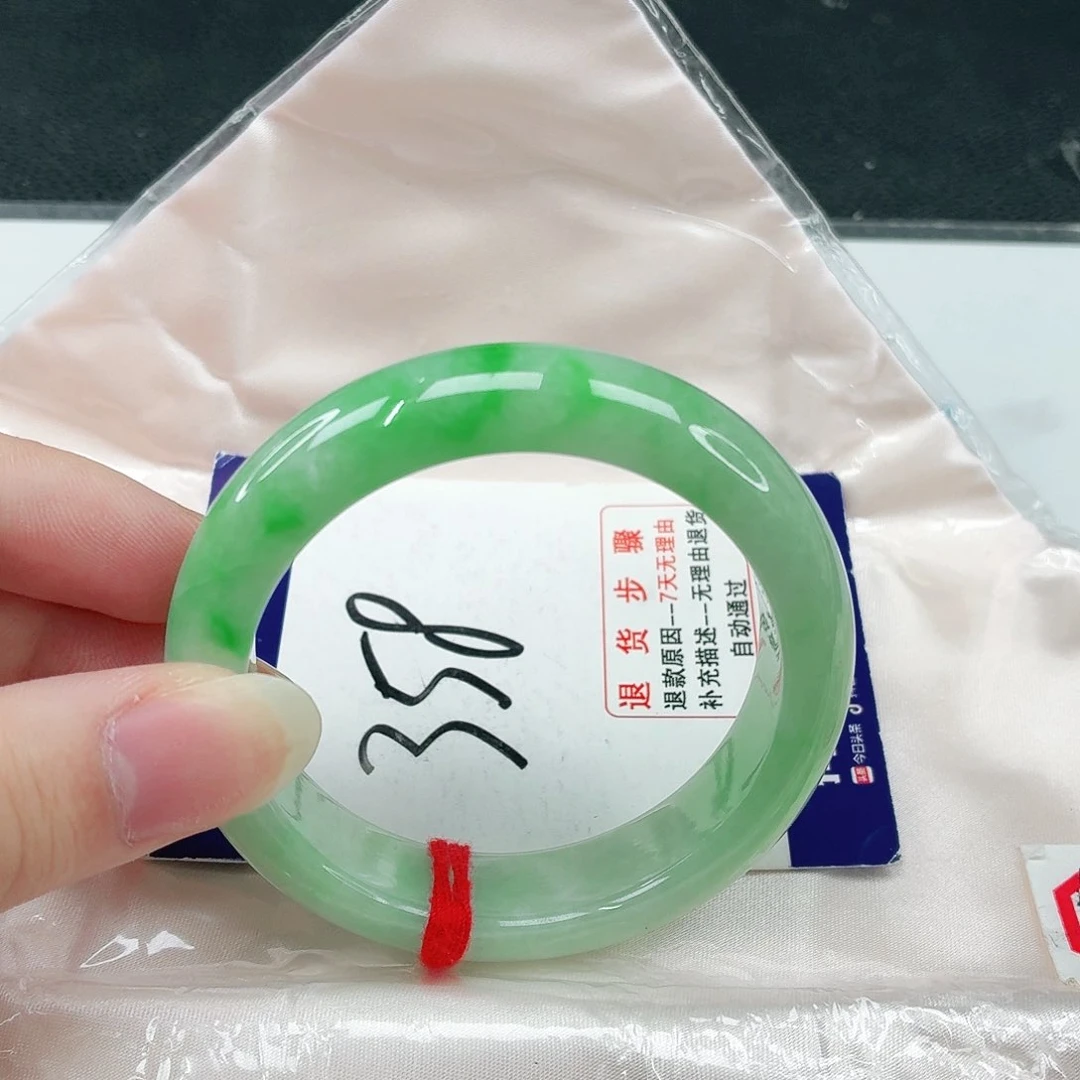 358
退货步骤
退款原因---7天无理由
补充描述--无理由退货
自动通过
今日头条